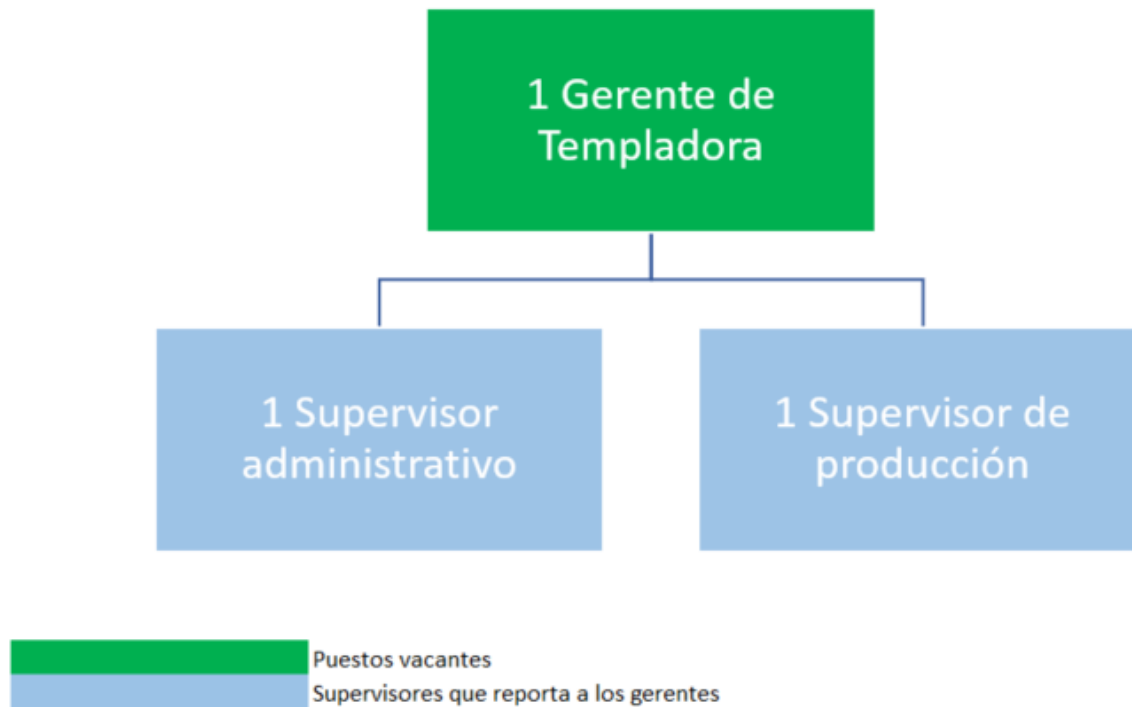 1 Gerente de
Templadora
1 Supervisor
administrativo
1 Supervisor de
producción
Puestos vacantes
Supervisores que reporta a los gerentes